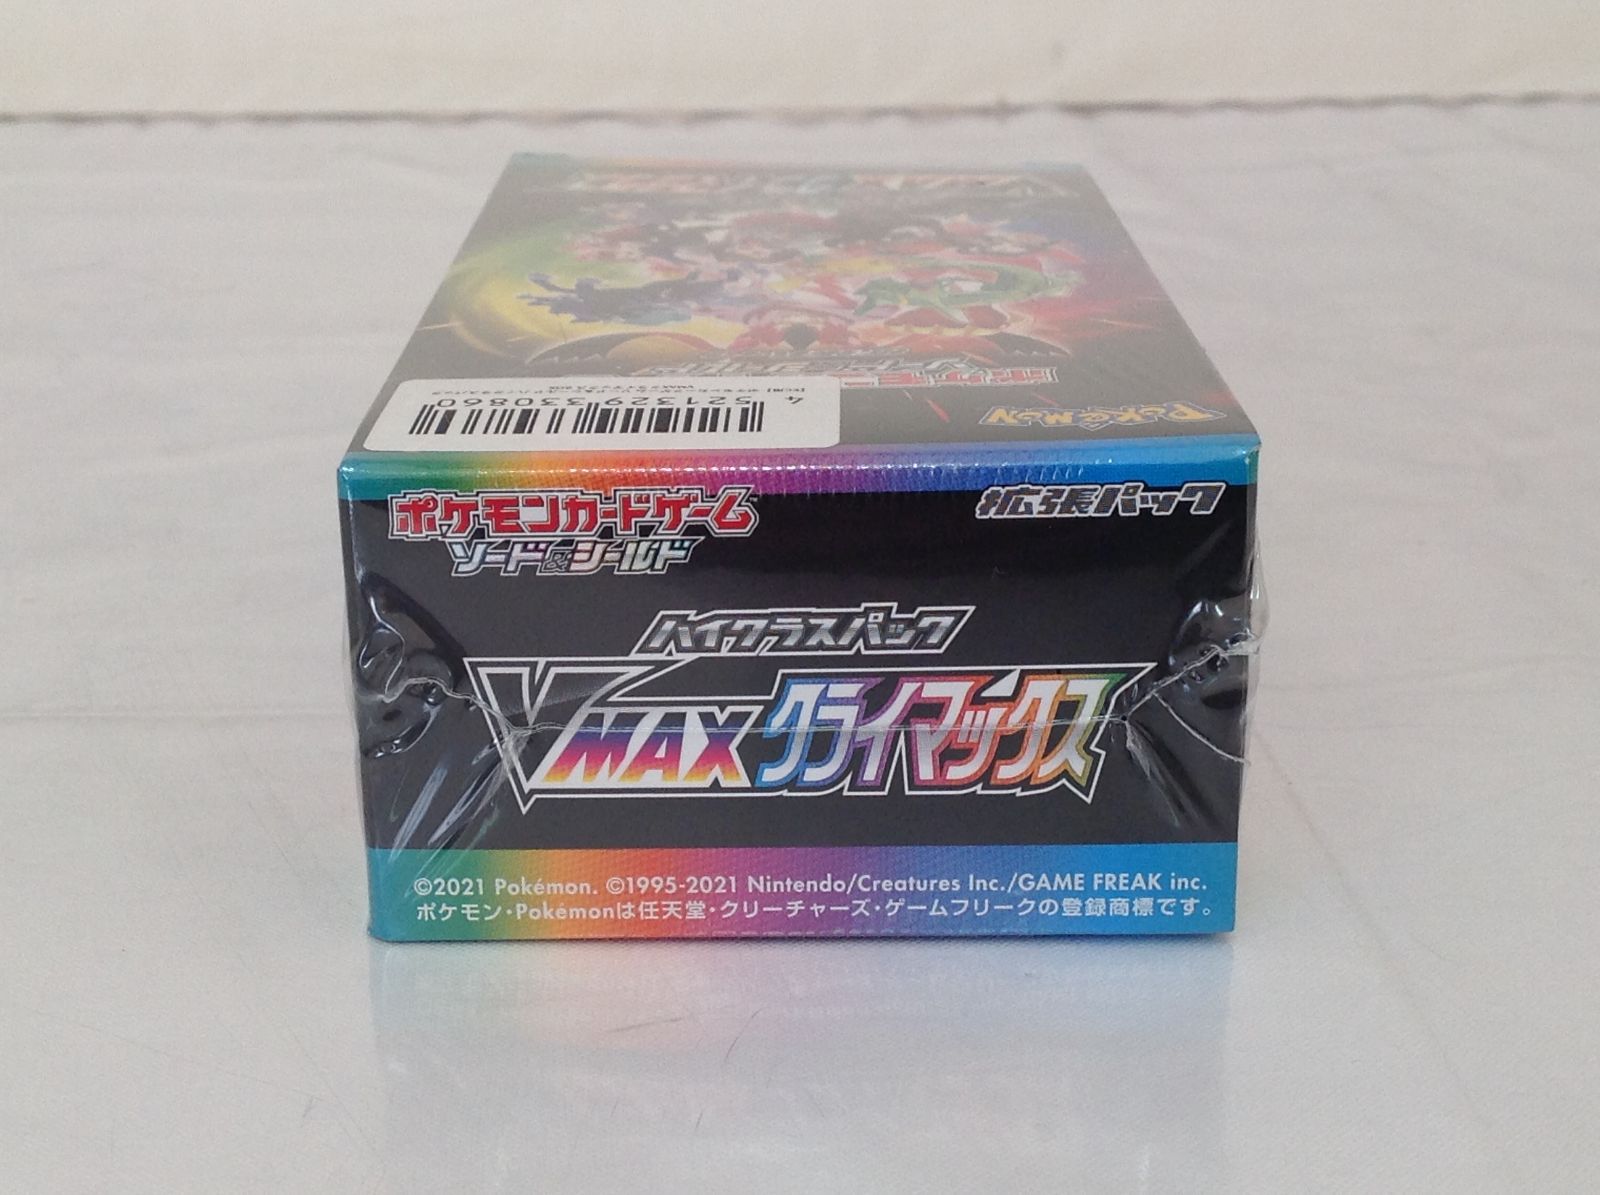 4 521329 330860
POKéMON
ポケモンカードゲーム
ソード&シールド
拡張パック
ハイクラスパック
VMAXクライマックス
©2021 Pokémon. ©1995-2021 Nintendo/Creatures Inc./GAME FREAK inc.
ポケモン・Pokémonは任天堂・クリーチャーズ・ゲームフリークの登録商標です。